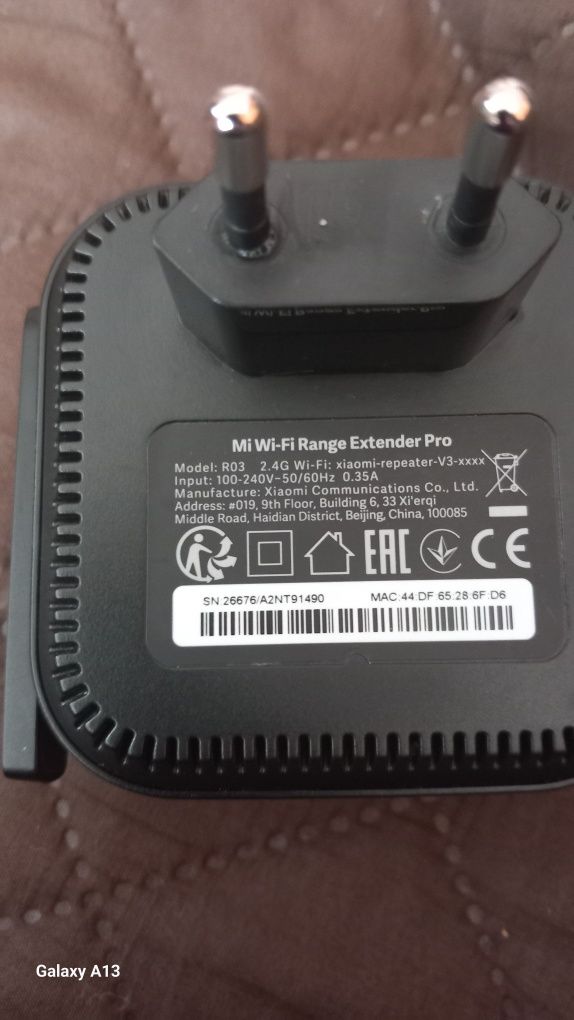 Mi Wi-Fi Range Extender Pro
Model: R03 2.4G Wi-Fi: xiaomi-repeater-V3-xxxx
Input: 100-240V~50/60Hz 0.35A
Manufacture: Xiaomi Communications Co., Ltd.
Address: #019, 9th Floor, Building 6, 33 Xi'erqi
Middle Road, Haidian District, Beijing, China, 100085
EAC CE
SN:26676/A2NT91490 MAC:44:DF:65:28:6F:D6
Galaxy A13